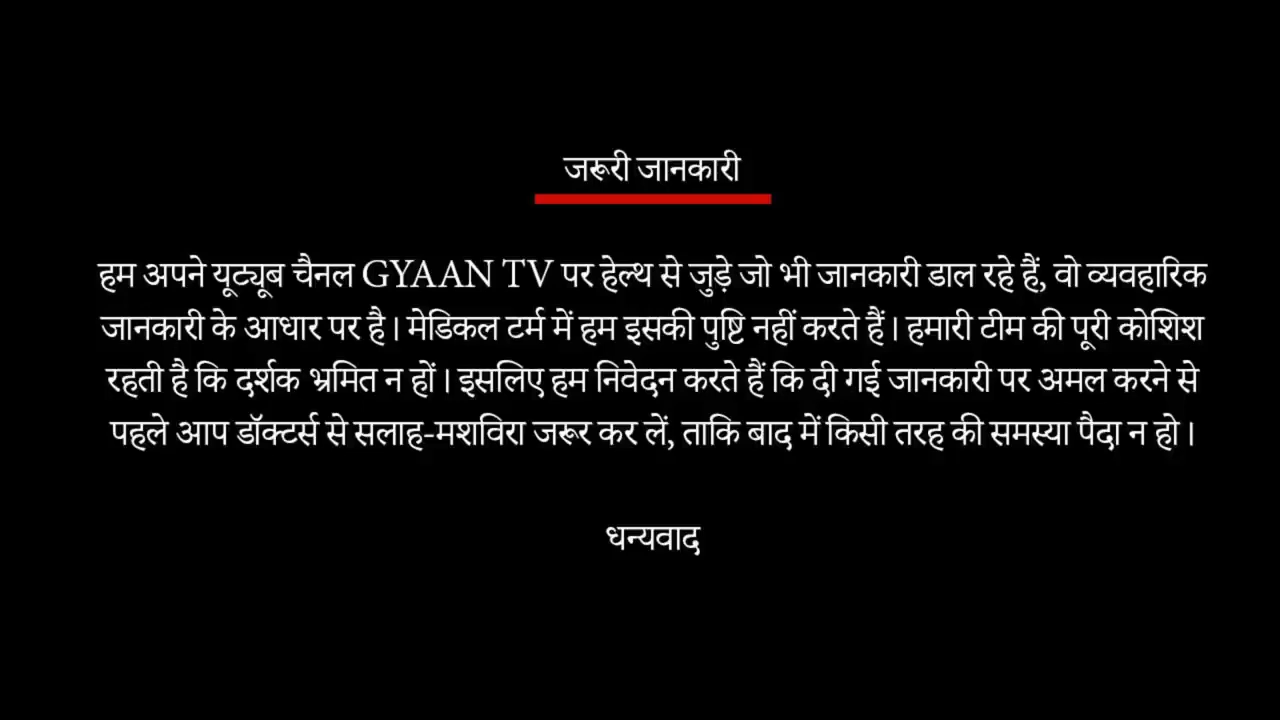 जरूरी जानकारी
हम अपने यूट्यूब चैनल GYAAN TV पर हेल्थ से जुड़े जो भी जानकारी डाल रहे हैं, वो व्यवहारिक
जानकारी के आधार पर है। मेडिकल टर्म में हम इसकी पुष्टि नहीं करते हैं। हमारी टीम की पूरी कोशिश
रहती है कि दर्शक भ्रमित न हों। इसलिए हम निवेदन करते हैं कि दी गई जानकारी पर अमल करने से
पहले आप डॉक्टर्स से सलाह-मशविरा जरूर कर लें, ताकि बाद में किसी तरह की समस्या पैदा न हो।
धन्यवाद